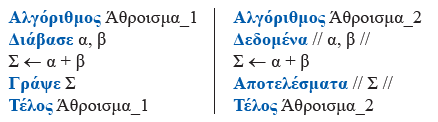 Αλγόριθμος Άθροισμα_1
Διάβασε α, β
Σ ← α + β
Γράψε Σ
Τέλος Άθροισμα_1
Αλγόριθμος Άθροισμα_2
Δεδομένα // α, β //
Σ ← α + β
Αποτελέσματα // Σ //
Τέλος Άθροισμα_2